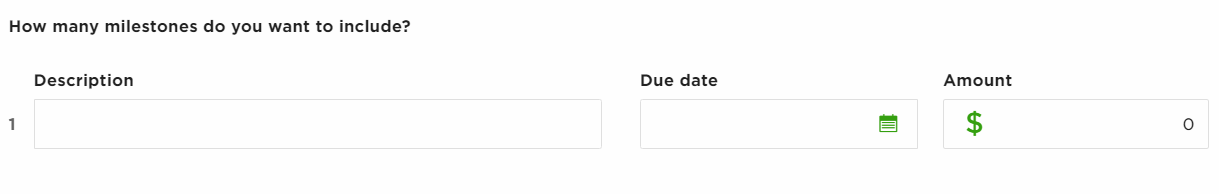 How many milestones do you want to include?
Description Due date Amount
1 $ 0